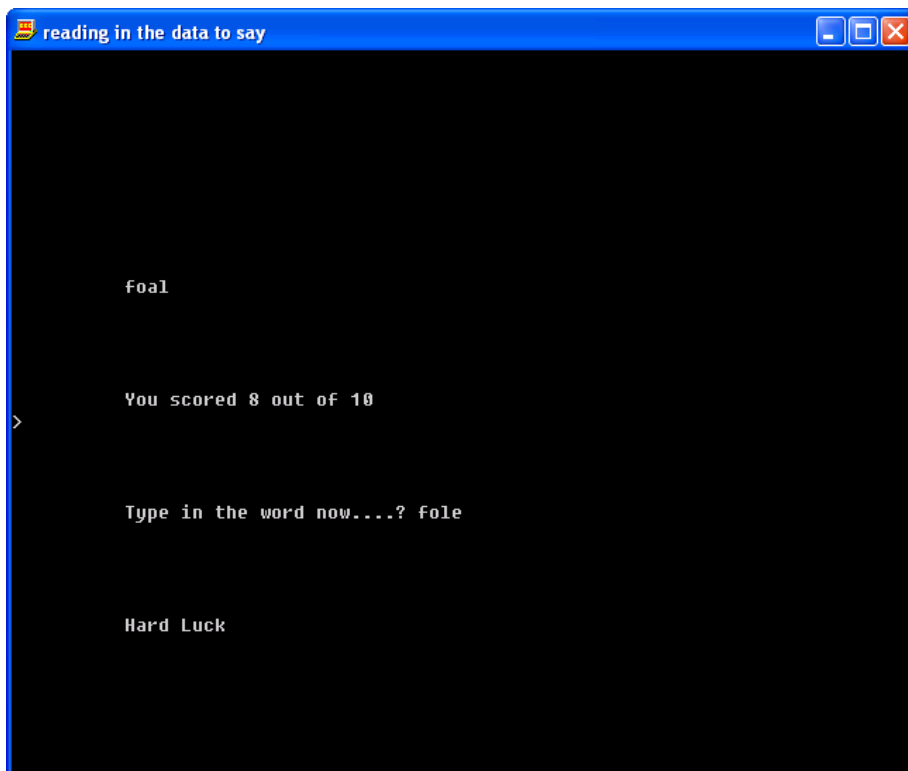 reading in the data to say
foal
You scored 8 out of 10
>
Type in the word now....? fole
Hard Luck